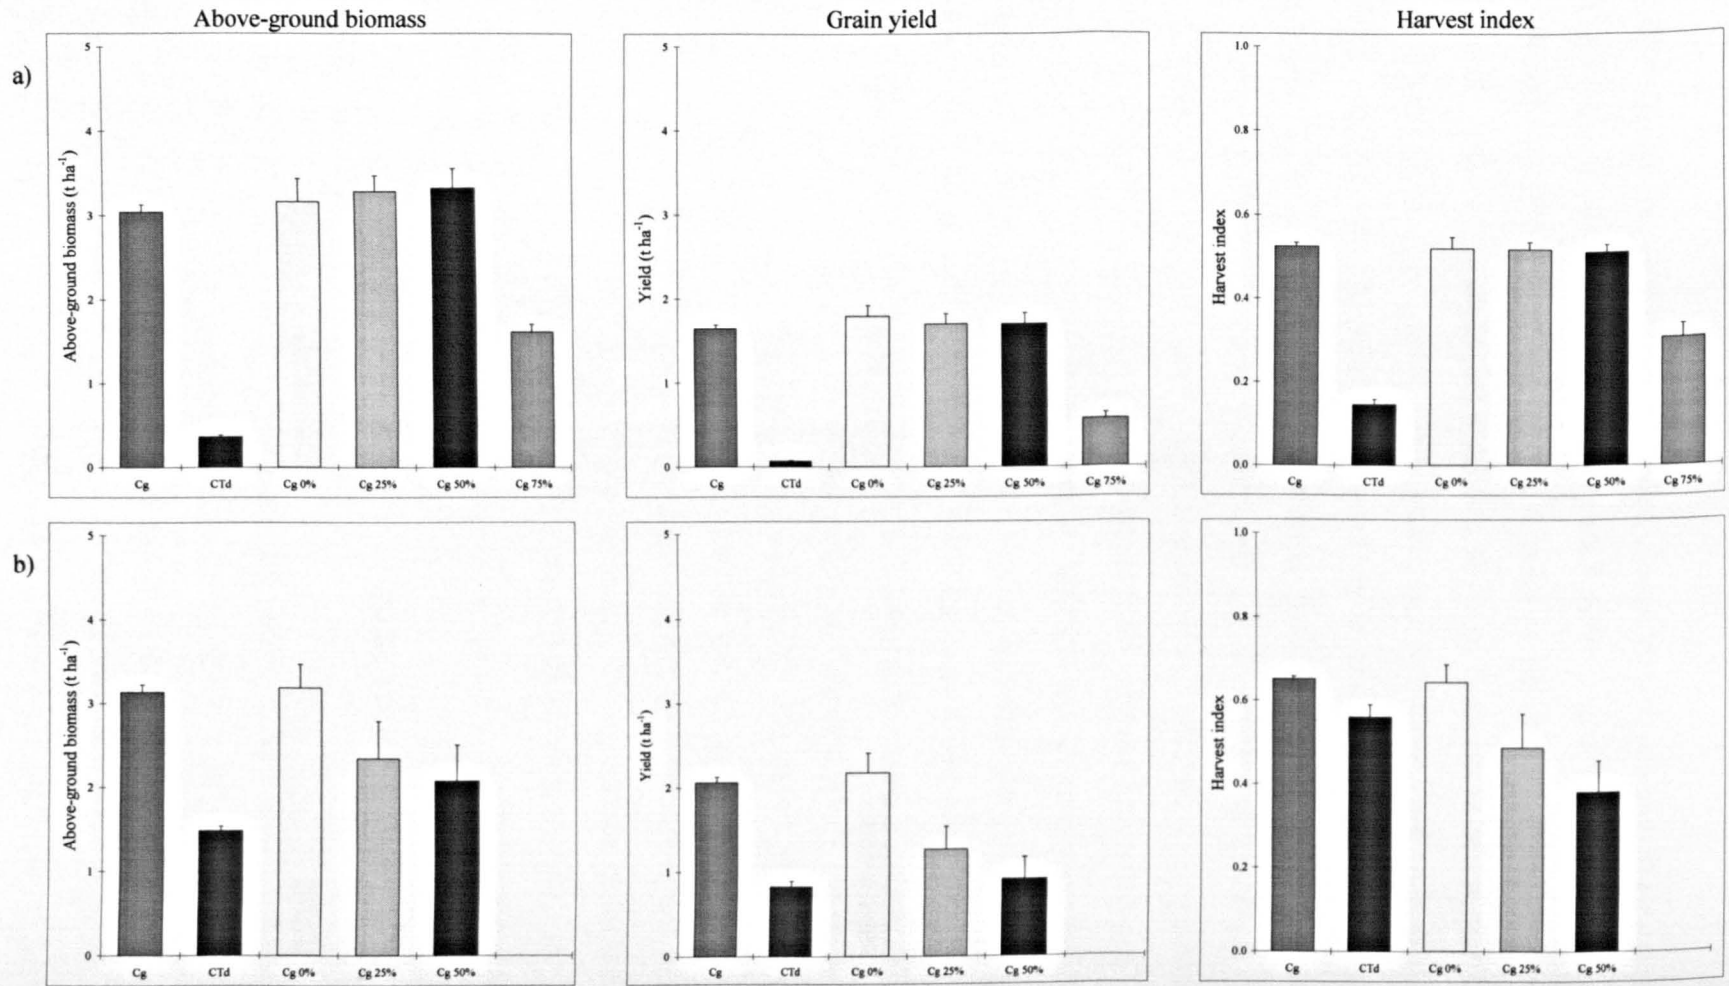 Above-ground biomass
Grain yield
Harvest index
a)
Above-ground biomass (t ha⁻¹)
5
4
3
2
1
0
Cg CTd Cg 0% Cg 25% Cg 50% Cg 75%
Yield (t ha⁻¹)
5
4
3
2
1
0
Cg CTd Cg 0% Cg 25% Cg 50% Cg 75%
Harvest index
1.0
0.8
0.6
0.4
0.2
0.0
Cg CTd Cg 0% Cg 25% Cg 50% Cg 75%
b)
Above-ground biomass (t ha⁻¹)
5
4
3
2
1
0
Cg CTd Cg 0% Cg 25% Cg 50%
Yield (t ha⁻¹)
5
4
3
2
1
0
Cg CTd Cg 0% Cg 25% Cg 50%
Harvest index
1.0
0.8
0.6
0.4
0.2
0.0
Cg CTd Cg 0% Cg 25% Cg 50%